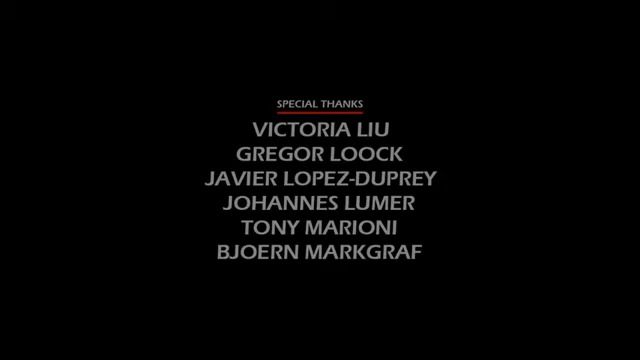 SPECIAL THANKS
VICTORIA LIU
GREGOR LOOCK
JAVIER LOPEZ-DUPREY
JOHANNES LUMER
TONY MARIONI
BJOERN MARKGRAF